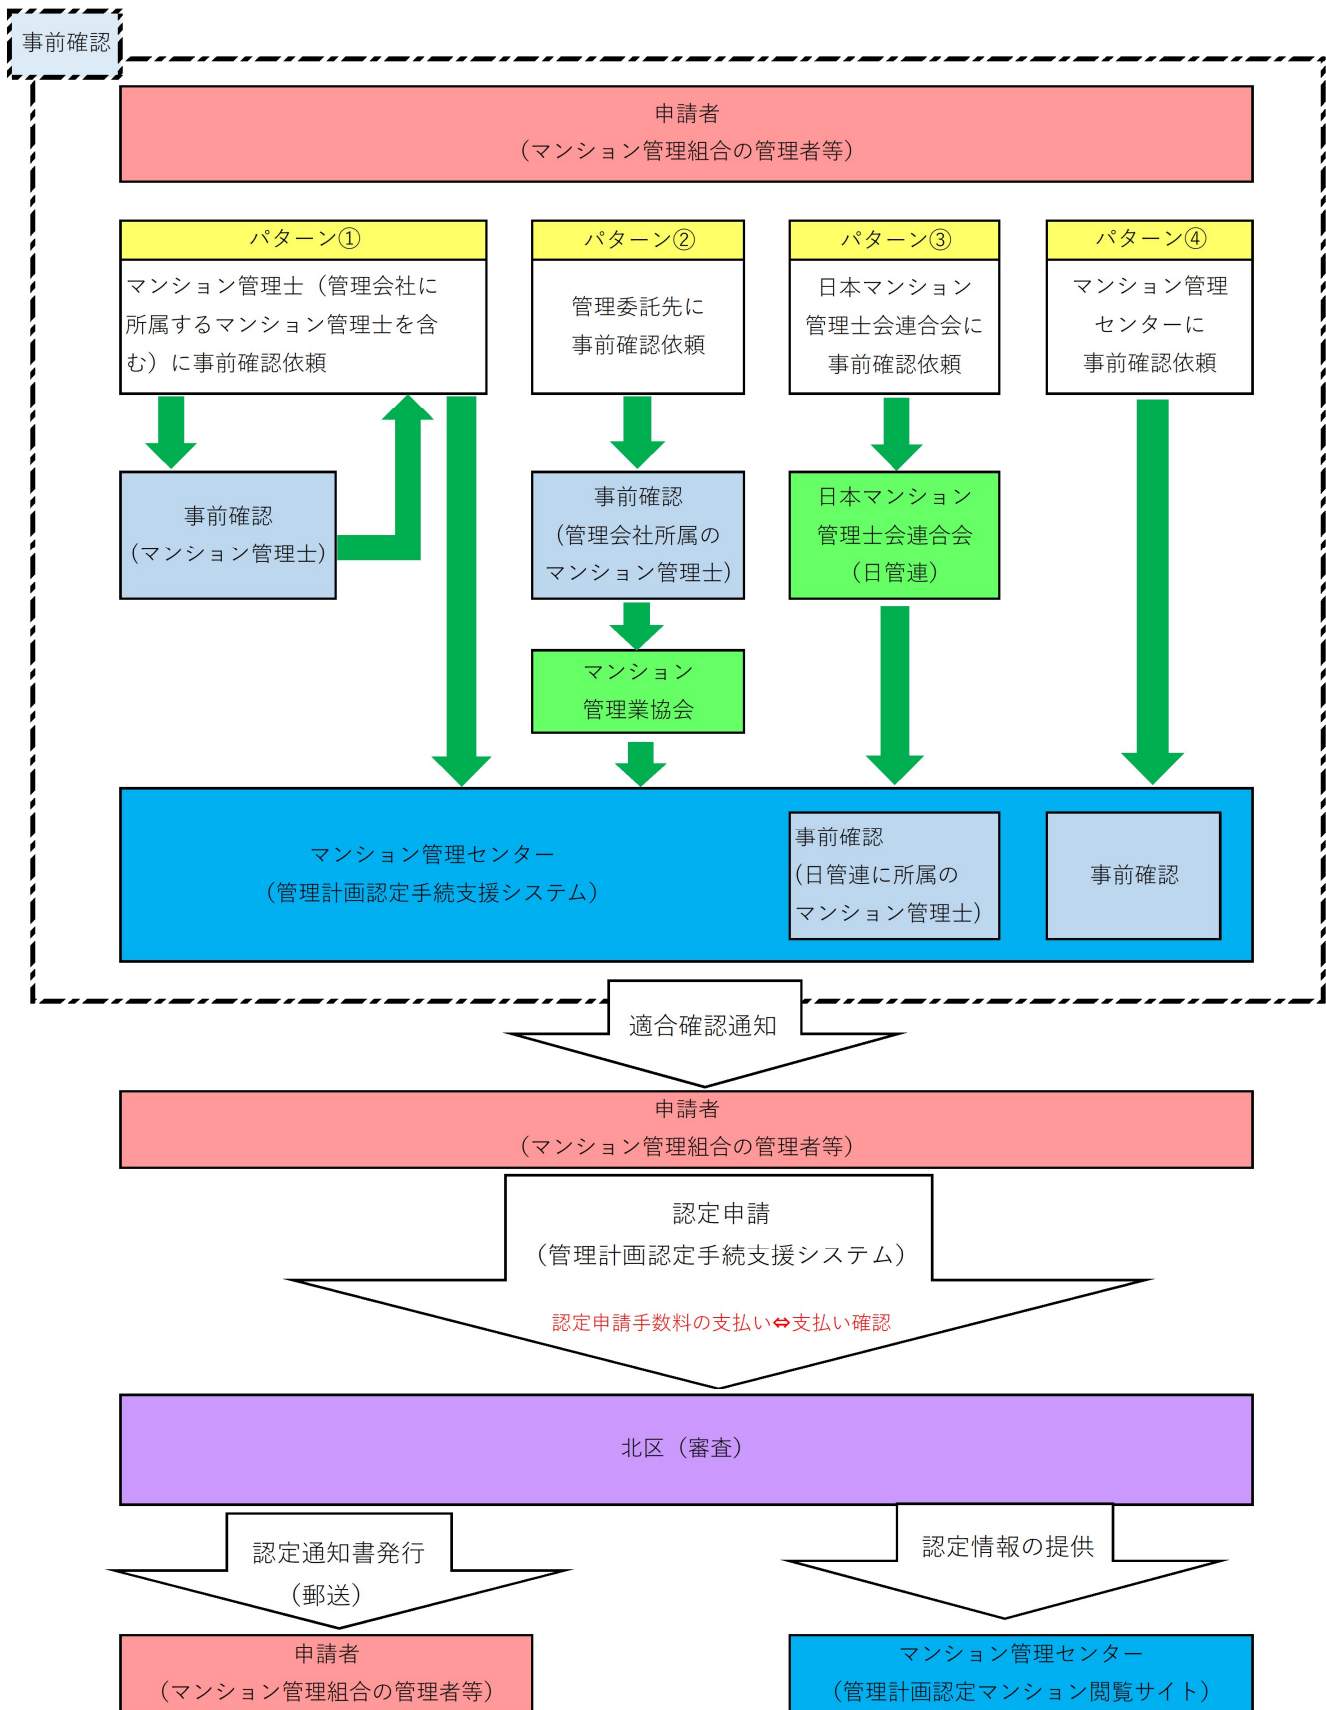 事前確認
申請者
（マンション管理組合の管理者等）
パターン①
マンション管理士（管理会社に
所属するマンション管理士を含
む）に事前確認依頼
パターン②
管理委託先に
事前確認依頼
パターン③
日本マンション
管理士会連合会に
事前確認依頼
パターン④
マンション管理
センターに
事前確認依頼
事前確認
（マンション管理士）
事前確認
（管理会社所属の
マンション管理士）
日本マンション
管理士会連合会
（日管連）
マンション
管理業協会
マンション管理センター
（管理計画認定手続支援システム）
事前確認
（日管連に所属の
マンション管理士）
事前確認
適合確認通知
申請者
（マンション管理組合の管理者等）
認定申請
（管理計画認定手続支援システム）
認定申請手数料の支払い⇔支払い確認
北区（審査）
認定通知書発行
（郵送）
認定情報の提供
申請者
（マンション管理組合の管理者等）
マンション管理センター
（管理計画認定マンション閲覧サイト）